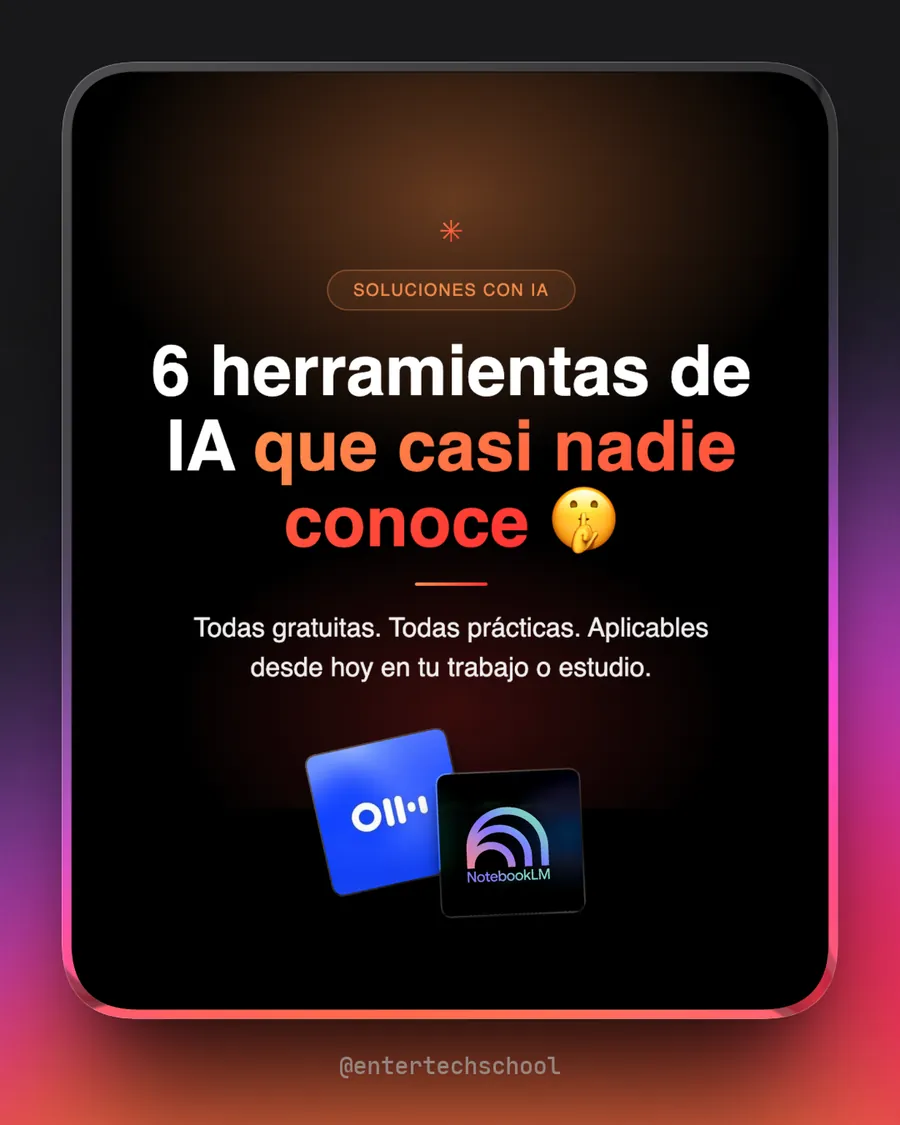 SOLUCIONES CON IA
6 herramientas de
IA que casi nadie
conoce 🤫
Todas gratuitas. Todas prácticas. Aplicables
desde hoy en tu trabajo o estudio.
NotebookLM
@entertechschool